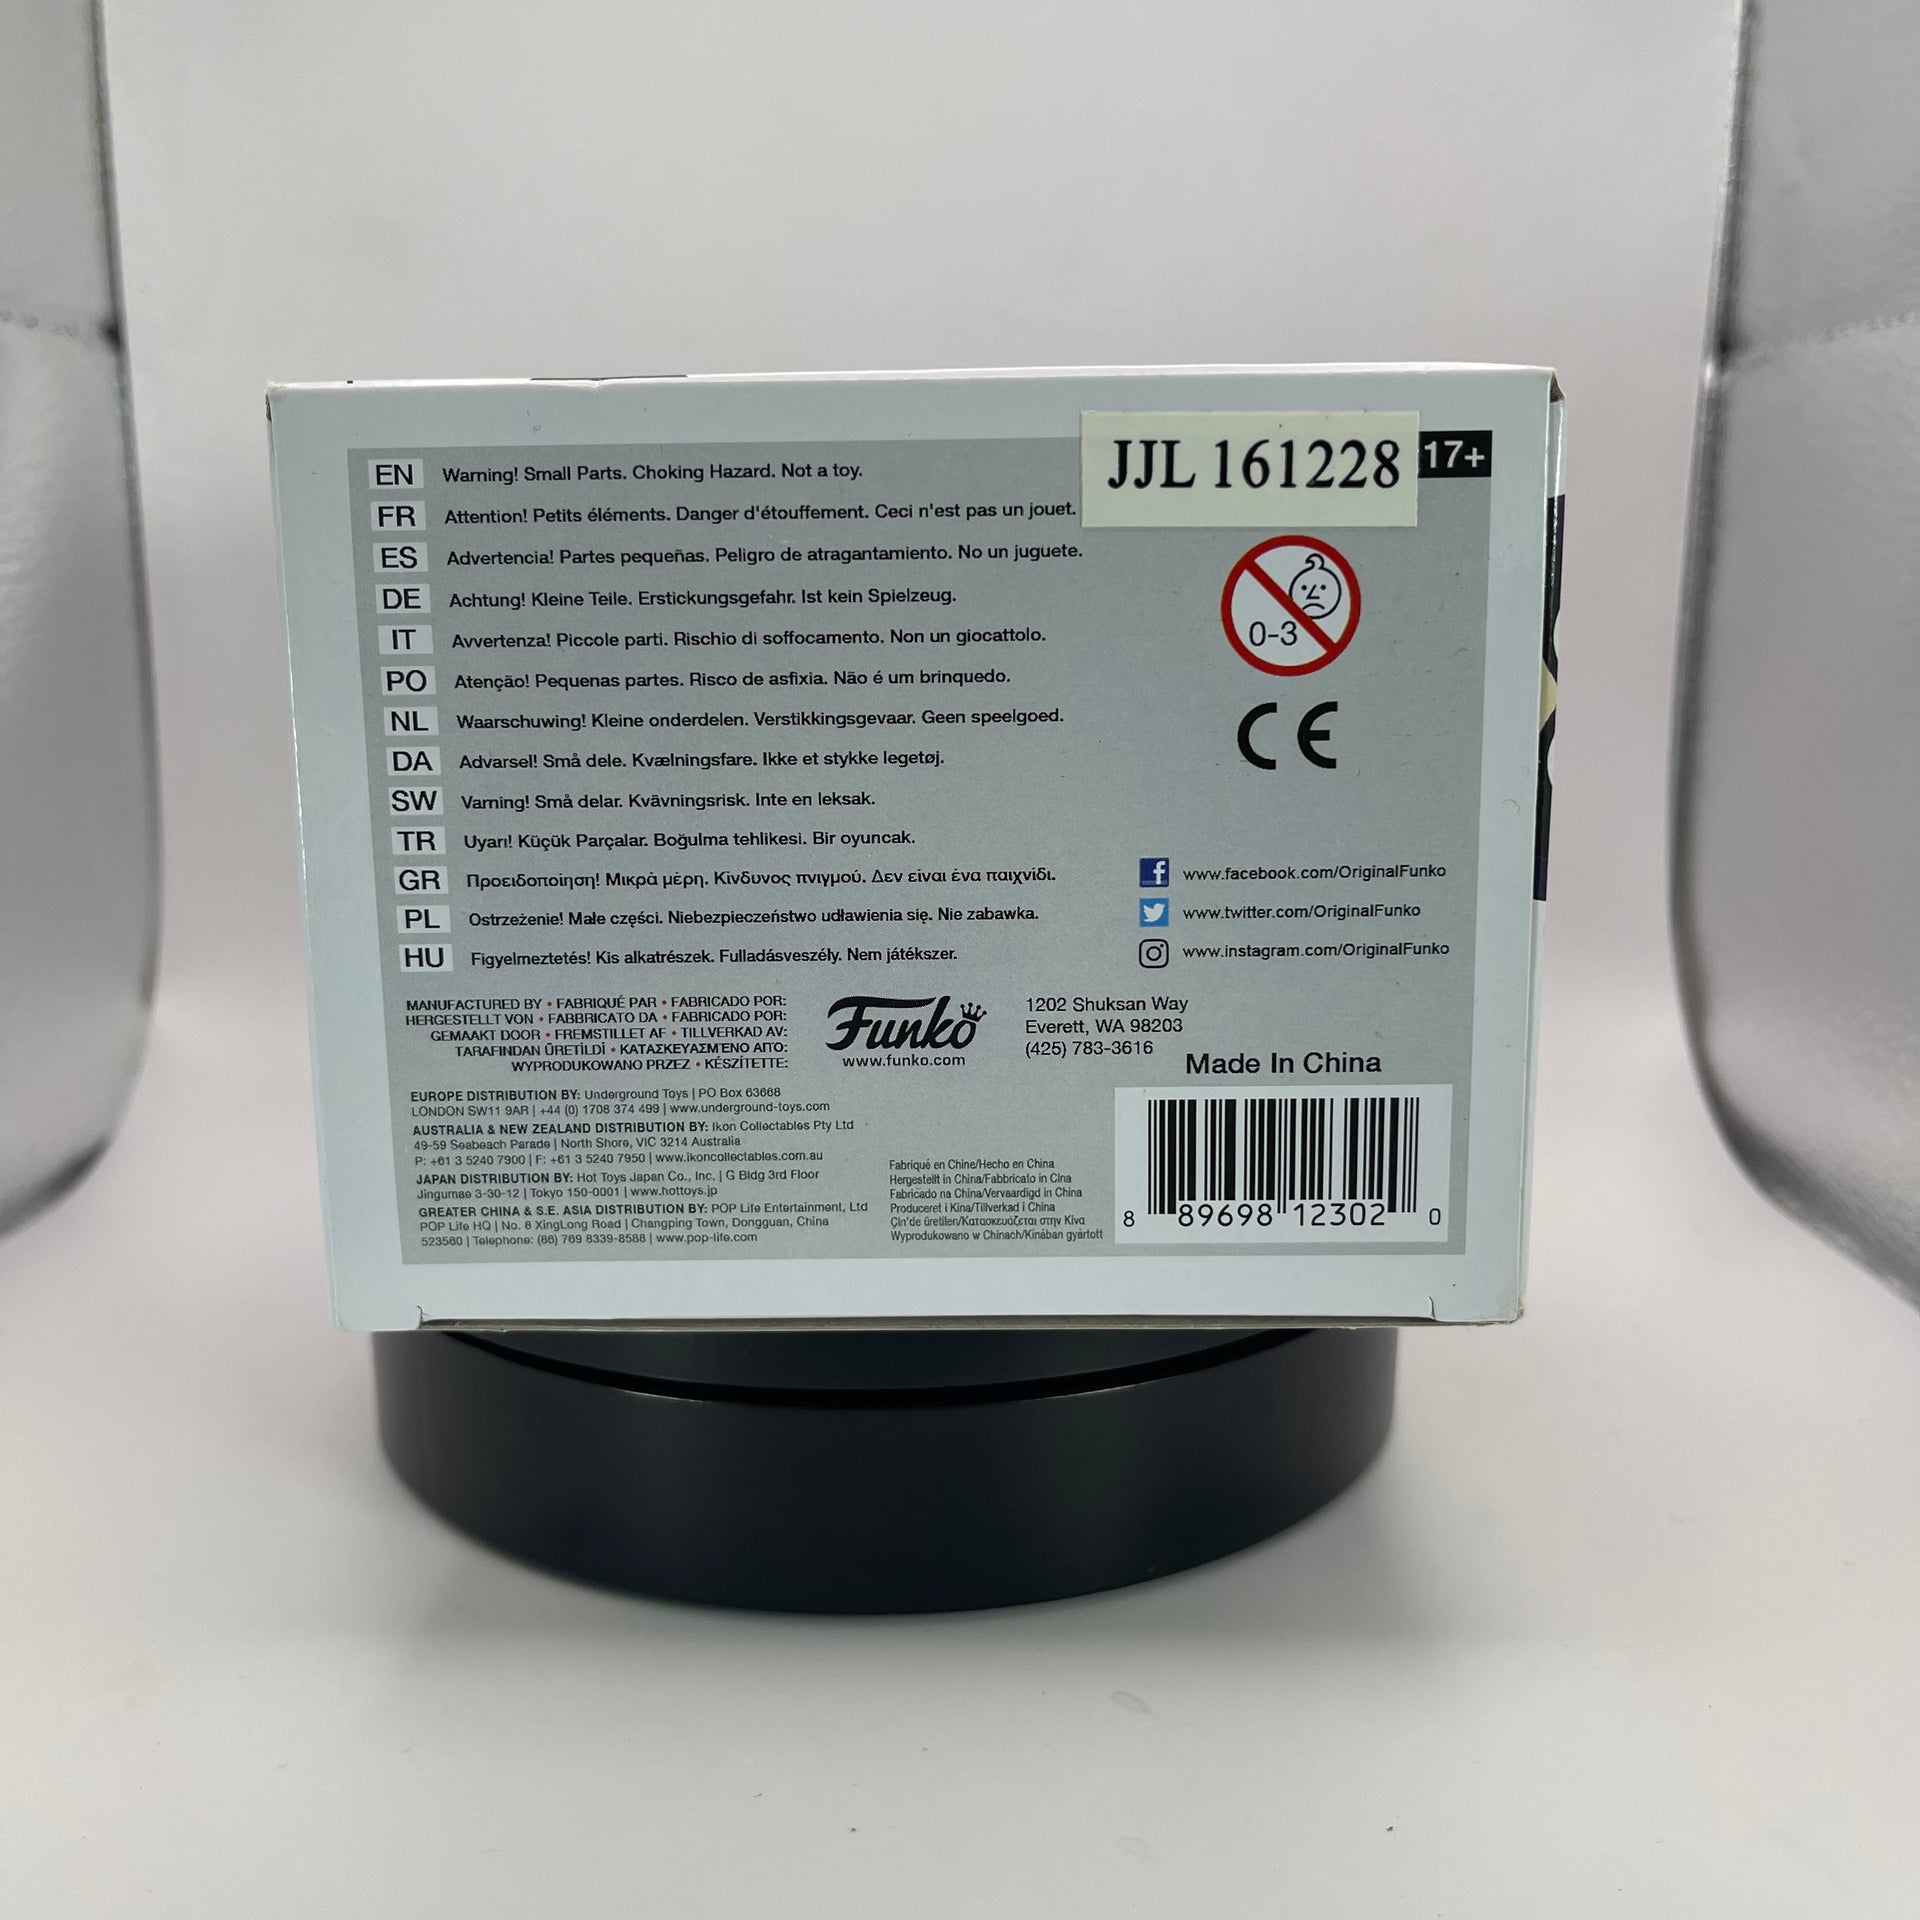 JJL 161228
17+
EN Warning! Small Parts. Choking Hazard. Not a toy.
FR Attention! Petits éléments. Danger d'étouffement. Ceci n'est pas un jouet.
ES Advertencia! Partes pequeñas. Peligro de atragantamiento. No un juguete.
DE Achtung! Kleine Teile. Erstickungsgefahr. Ist kein Spielzeug.
IT Avvertenza! Piccole parti. Rischio di soffocamento. Non un giocattolo.
PO Atenção! Pequenas partes. Risco de asfixia. Não é um brinquedo.
NL Waarschuwing! Kleine onderdelen. Verstikkingsgevaar. Geen speelgoed.
DA Advarsel! Små dele. Kvælningsfare. Ikke et stykke legetøj.
SW Varning! Små delar. Kvävningsrisk. Inte en leksak.
TR Uyarı! Küçük Parçalar. Boğulma tehlikesi. Bir oyuncak.
GR Προειδοποίηση! Μικρά μέρη. Κίνδυνος πνιγμού. Δεν είναι ένα παιχνίδι.
PL Ostrzeżenie! Małe części. Niebezpieczeństwo udławienia się. Nie zabawka.
HU Figyelmeztetés! Kis alkatrészek. Fulladásveszély. Nem játékszer.
0-3
CE
www.facebook.com/OriginalFunko
www.twitter.com/OriginalFunko
www.instagram.com/OriginalFunko
MANUFACTURED BY • FABRIQUÉ PAR • FABRICADO POR:
HERGESTELLT VON • FABBRICATO DA • FABRICADO POR:
GEMAAKT DOOR • FREMSTILLET AF • TILLVERKAD AV:
TARAFINDAN ÜRETİLDİ • ΚΑΤΑΣΚΕΥΑΣΜΈΝΟ ΑΠΌ:
WYPRODUKOWANO PRZEZ • KÉSZÍTETTE:
Funko
www.funko.com
1202 Shuksan Way
Everett, WA 98203
(425) 783-3616
Made In China
EUROPE DISTRIBUTION BY: Underground Toys | PO Box 63668
LONDON SW11 9AR | +44 (0) 1708 374 499 | www.underground-toys.com
AUSTRALIA & NEW ZEALAND DISTRIBUTION BY: Ikon Collectables Pty Ltd
49-59 Seabeach Parade | North Shore, VIC 3214 Australia
P: +61 3 5240 7900 | F: +61 3 5240 7950 | www.ikoncollectables.com.au
JAPAN DISTRIBUTION BY: Hot Toys Japan Co., Inc. | G Bldg 3rd Floor
Jingumae 3-30-12 | Tokyo 150-0001 | www.hottoys.jp
GREATER CHINA & S.E. ASIA DISTRIBUTION BY: POP Life Entertainment, Ltd
POP Life HQ | No. 8 XingLong Road | Changping Town, Dongguan, China
523560 | Telephone: (86) 769 8339-8588 | www.pop-life.com
Fabriqué en Chine/Hecho en China
Hergestellt in China/Fabbricato in Cina
Fabricado na China/Vervaardigd in China
Produceret i Kina/Tillverkad i China
Çin'de üretilen/Κατασκευάζεται στην Κίνα
Wyprodukowano w Chinach/Kínában gyártott
8 89698 12302 0